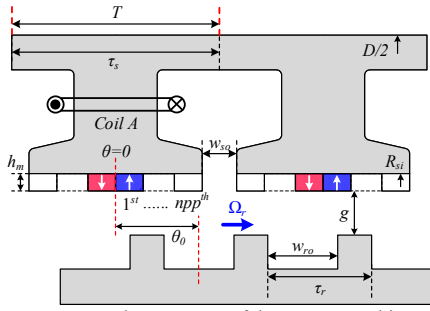 T
τs
D/2
Coil A
wso
θ=0
hm
Rsi
1st ...... nppth
g
Ωr
θ0
wro
τr